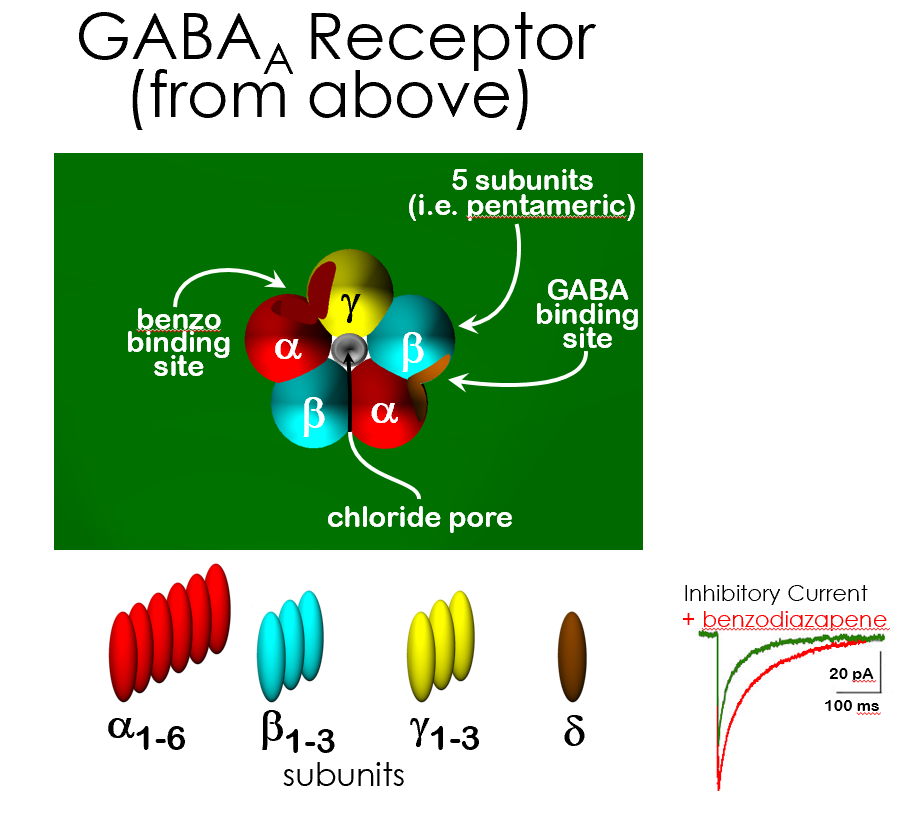 GABAA Receptor
(from above)
5 subunits
(i.e. pentameric)
GABA
binding
site
benzo
binding
site
γ
α
β
β
α
chloride pore
α1-6
β1-3
γ1-3
δ
subunits
Inhibitory Current
+ benzodiazapene
20 pA
100 ms